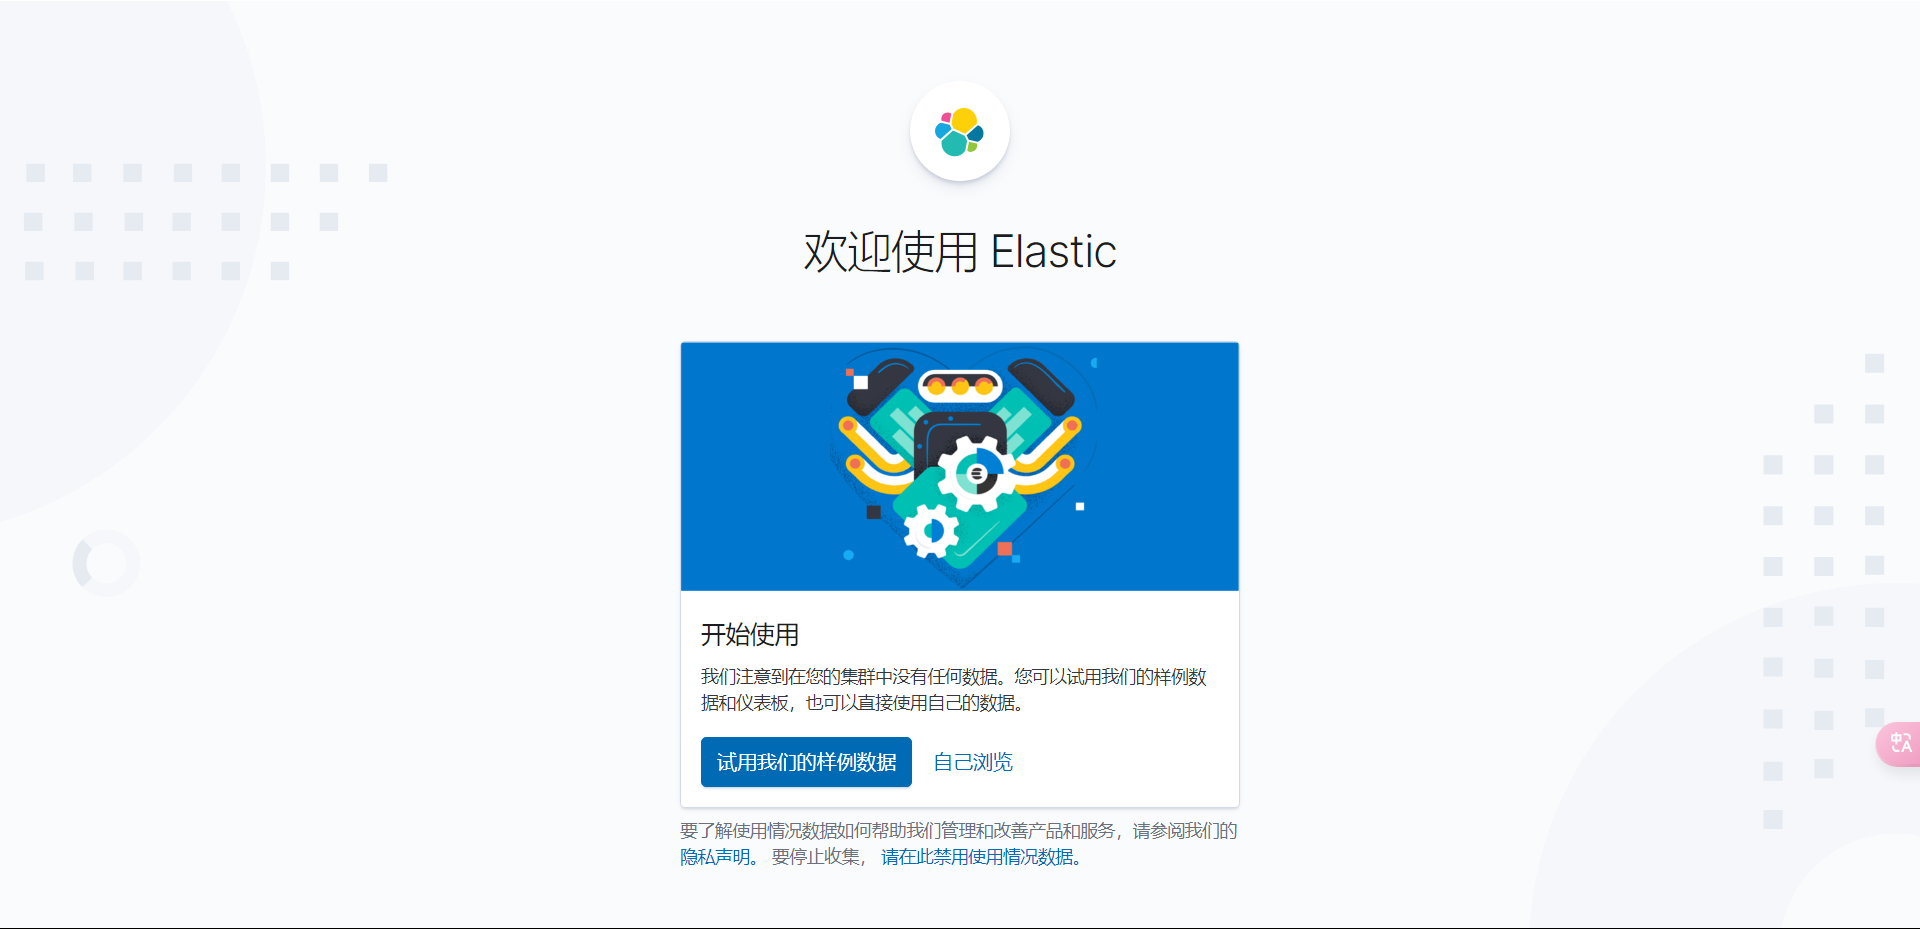 欢迎使用 Elastic
开始使用
我们注意到在您的集群中没有任何数据。您可以试用我们的样例数
据和仪表板，也可以直接使用自己的数据。
试用我们的样例数据 自己浏览
要了解使用情况数据如何帮助我们管理和改善产品和服务，请参阅我们的
隐私声明。 要停止收集， 请在此禁用使用情况数据。
中A